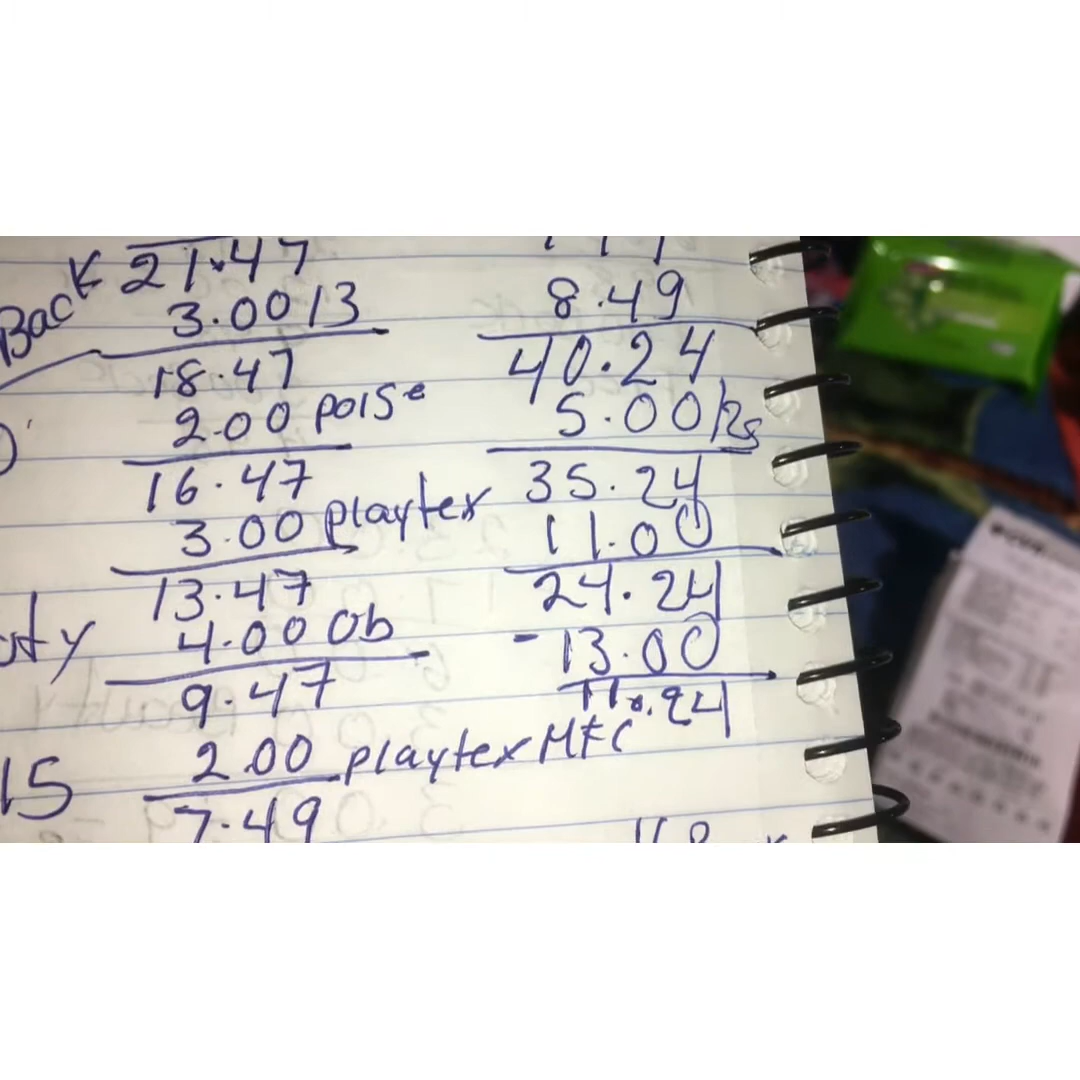 Back 21.47
3.00 13
18.47
2.00 poise
16.47
3.00 playtex
13.47
4.00 Ob
9.47
15 2.00 playtex MFC
7.49
8.49
40.24
5.00
35.24
11.00
24.24
-13.00
11.24